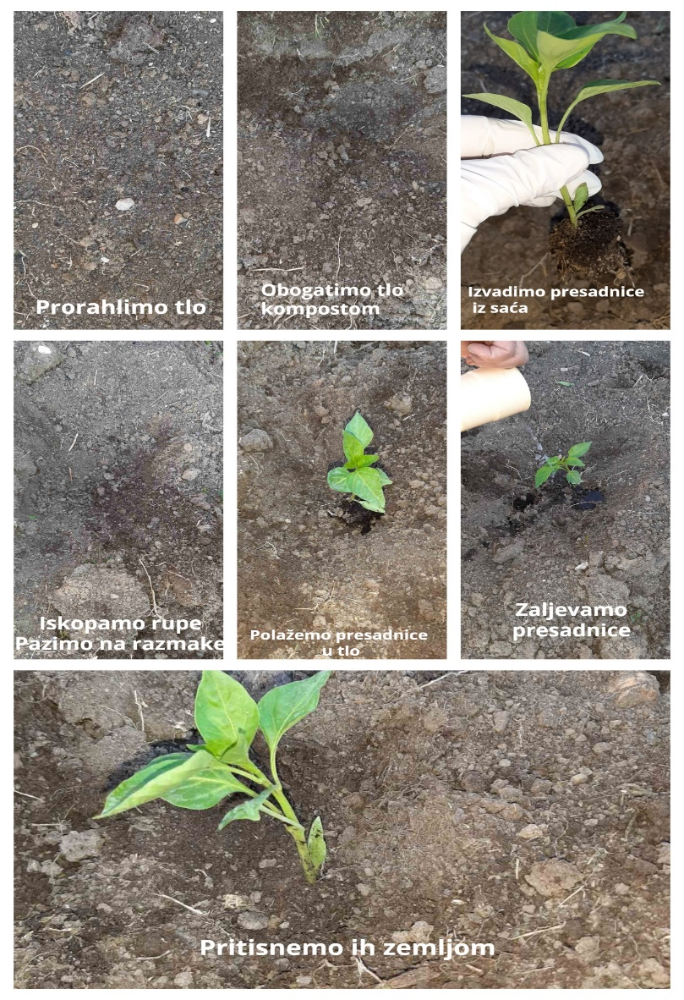 Prorahlimo tlo
Obogatimo tlo
kompostom
Izvadimo presadnice
iz saća
Iskopamo rupe
Pazimo na razmake
Polažemo presadnice
u tlo
Zaljevamo
presadnice
Pritisnemo ih zemljom